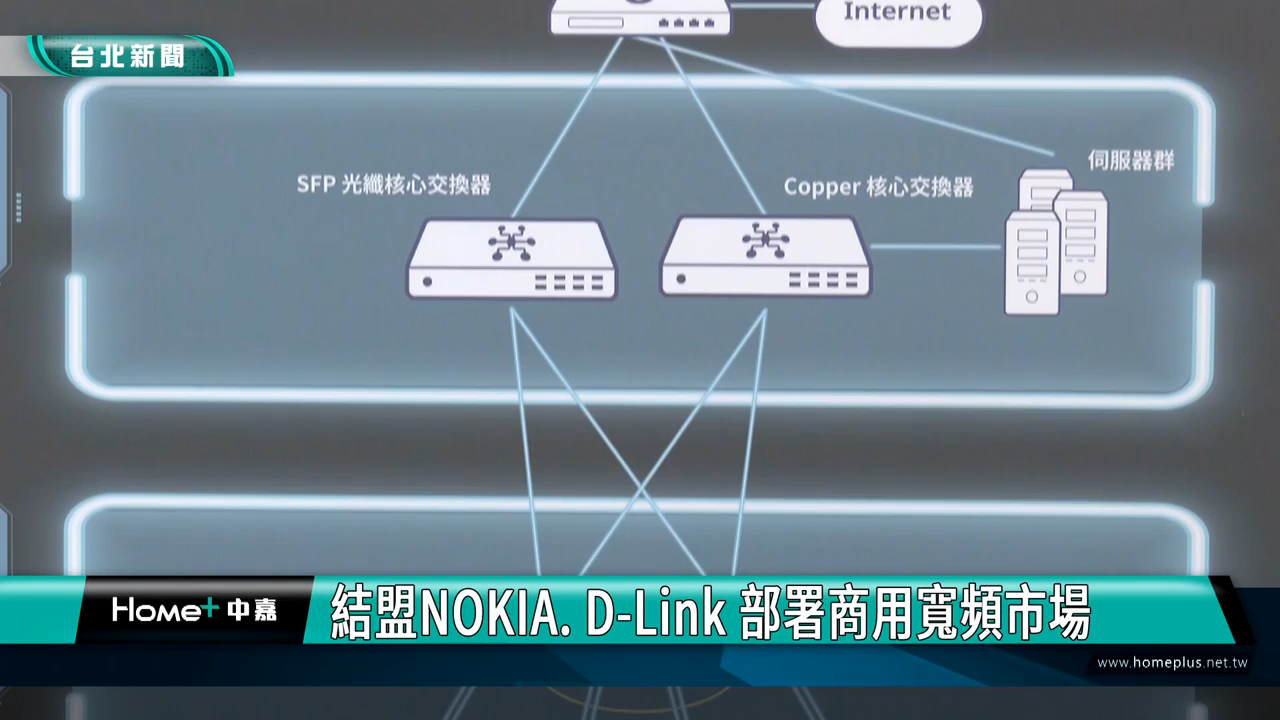 Internet
台北新聞
伺服器群
SFP 光纖核心交換器
Copper 核心交換器
Home+ 中嘉
結盟NOKIA. D-Link 部署商用寬頻市場
www.homeplus.net.tw